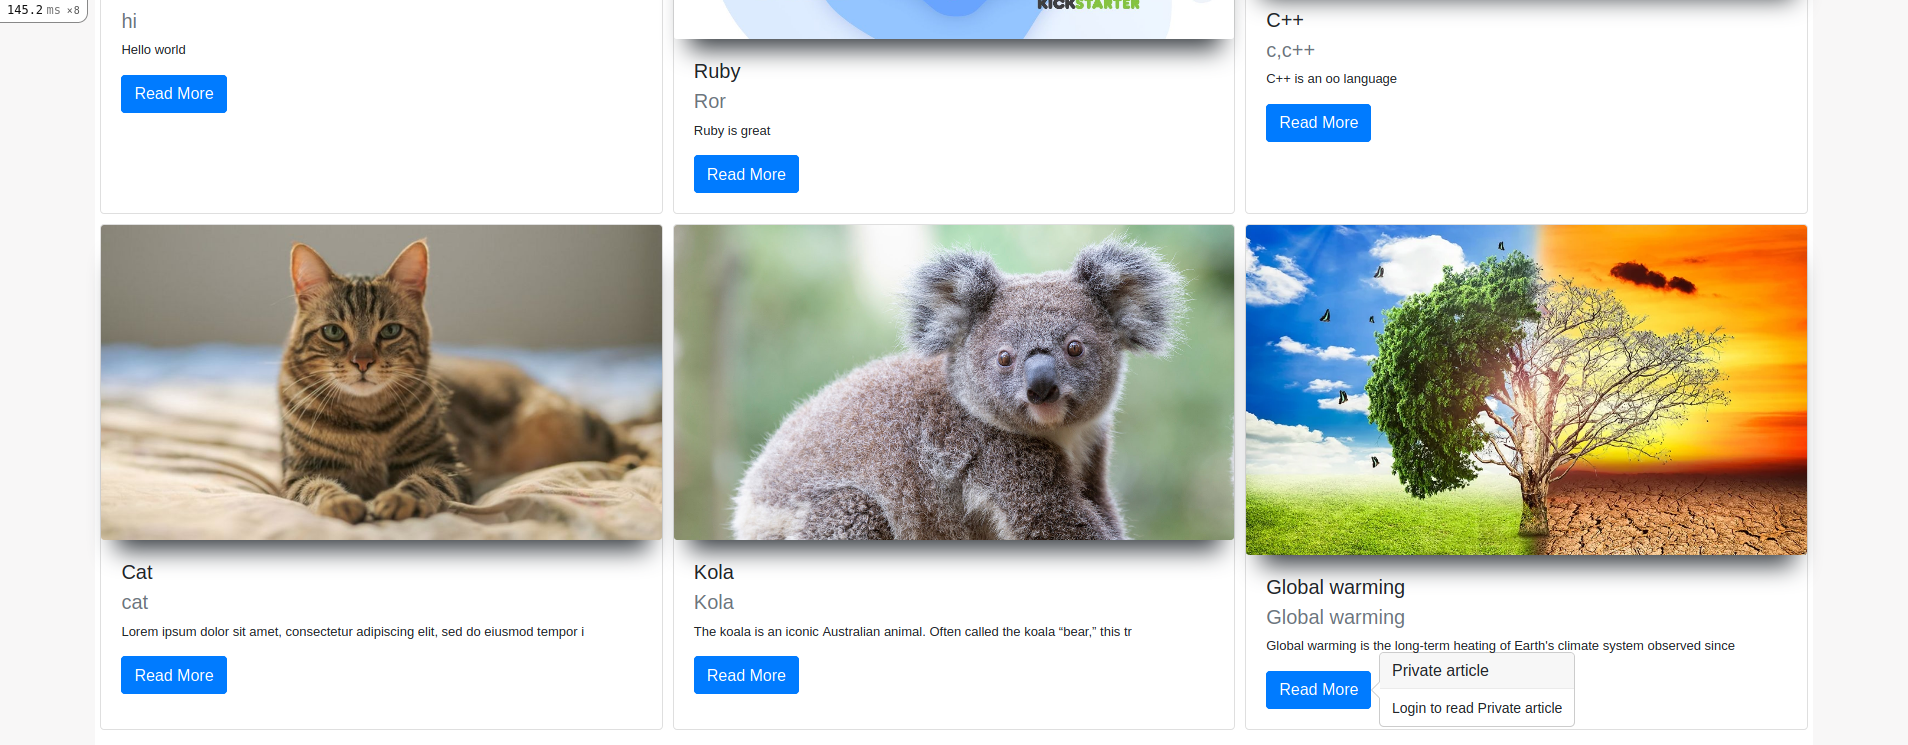 145.2 ms ×8
hi
Hello world
Read More
KICKSTARTER
Ruby
Ror
Ruby is great
Read More
C++
c,c++
C++ is an oo language
Read More
Cat
cat
Lorem ipsum dolor sit amet, consectetur adipiscing elit, sed do eiusmod tempor i
Read More
Kola
Kola
The koala is an iconic Australian animal. Often called the koala “bear,” this tr
Read More
Global warming
Global warming
Global warming is the long-term heating of Earth's climate system observed since
Read More
Private article
Login to read Private article